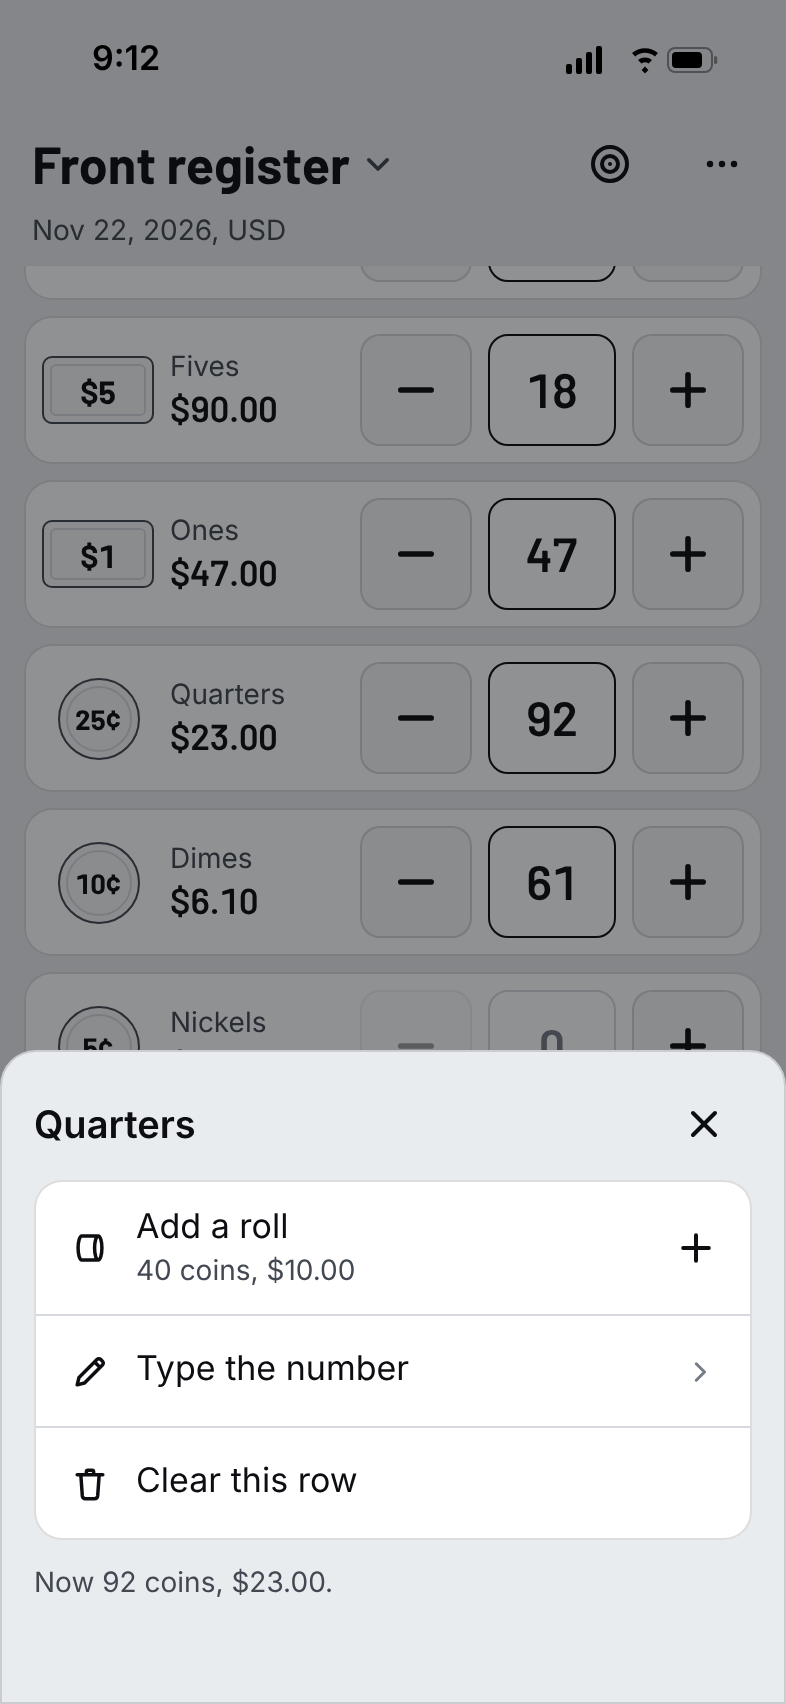 9:12
Front register
Nov 22, 2026, USD
$5
Fives
$90.00
18
$1
Ones
$47.00
47
25¢
Quarters
$23.00
92
10¢
Dimes
$6.10
61
5¢
Nickels
0
Quarters
Add a roll
40 coins, $10.00
Type the number
Clear this row
Now 92 coins, $23.00.